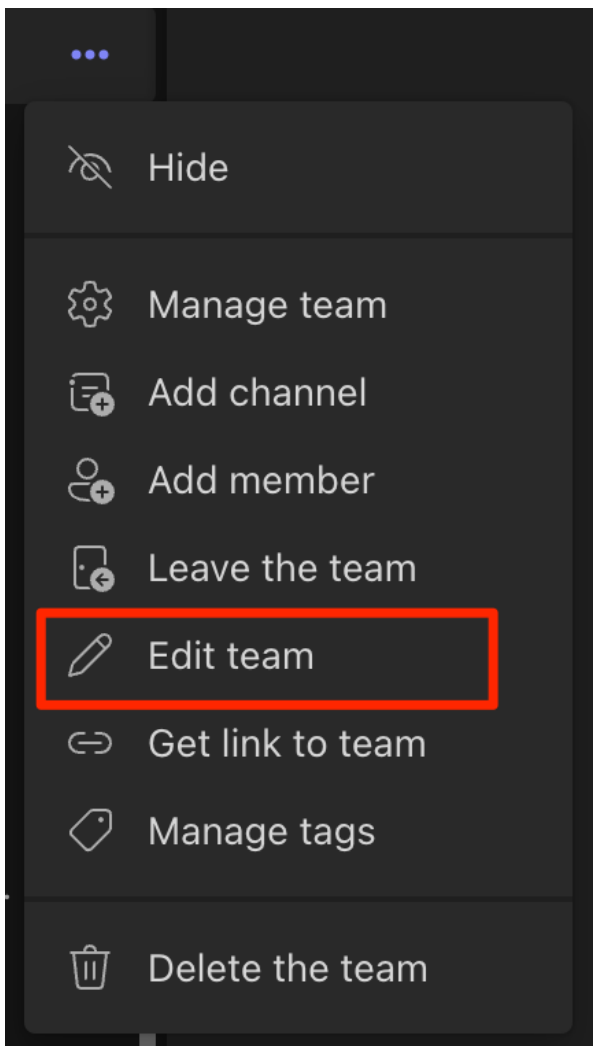 Hide
Manage team
Add channel
Add member
Leave the team
Edit team
Get link to team
Manage tags
Delete the team